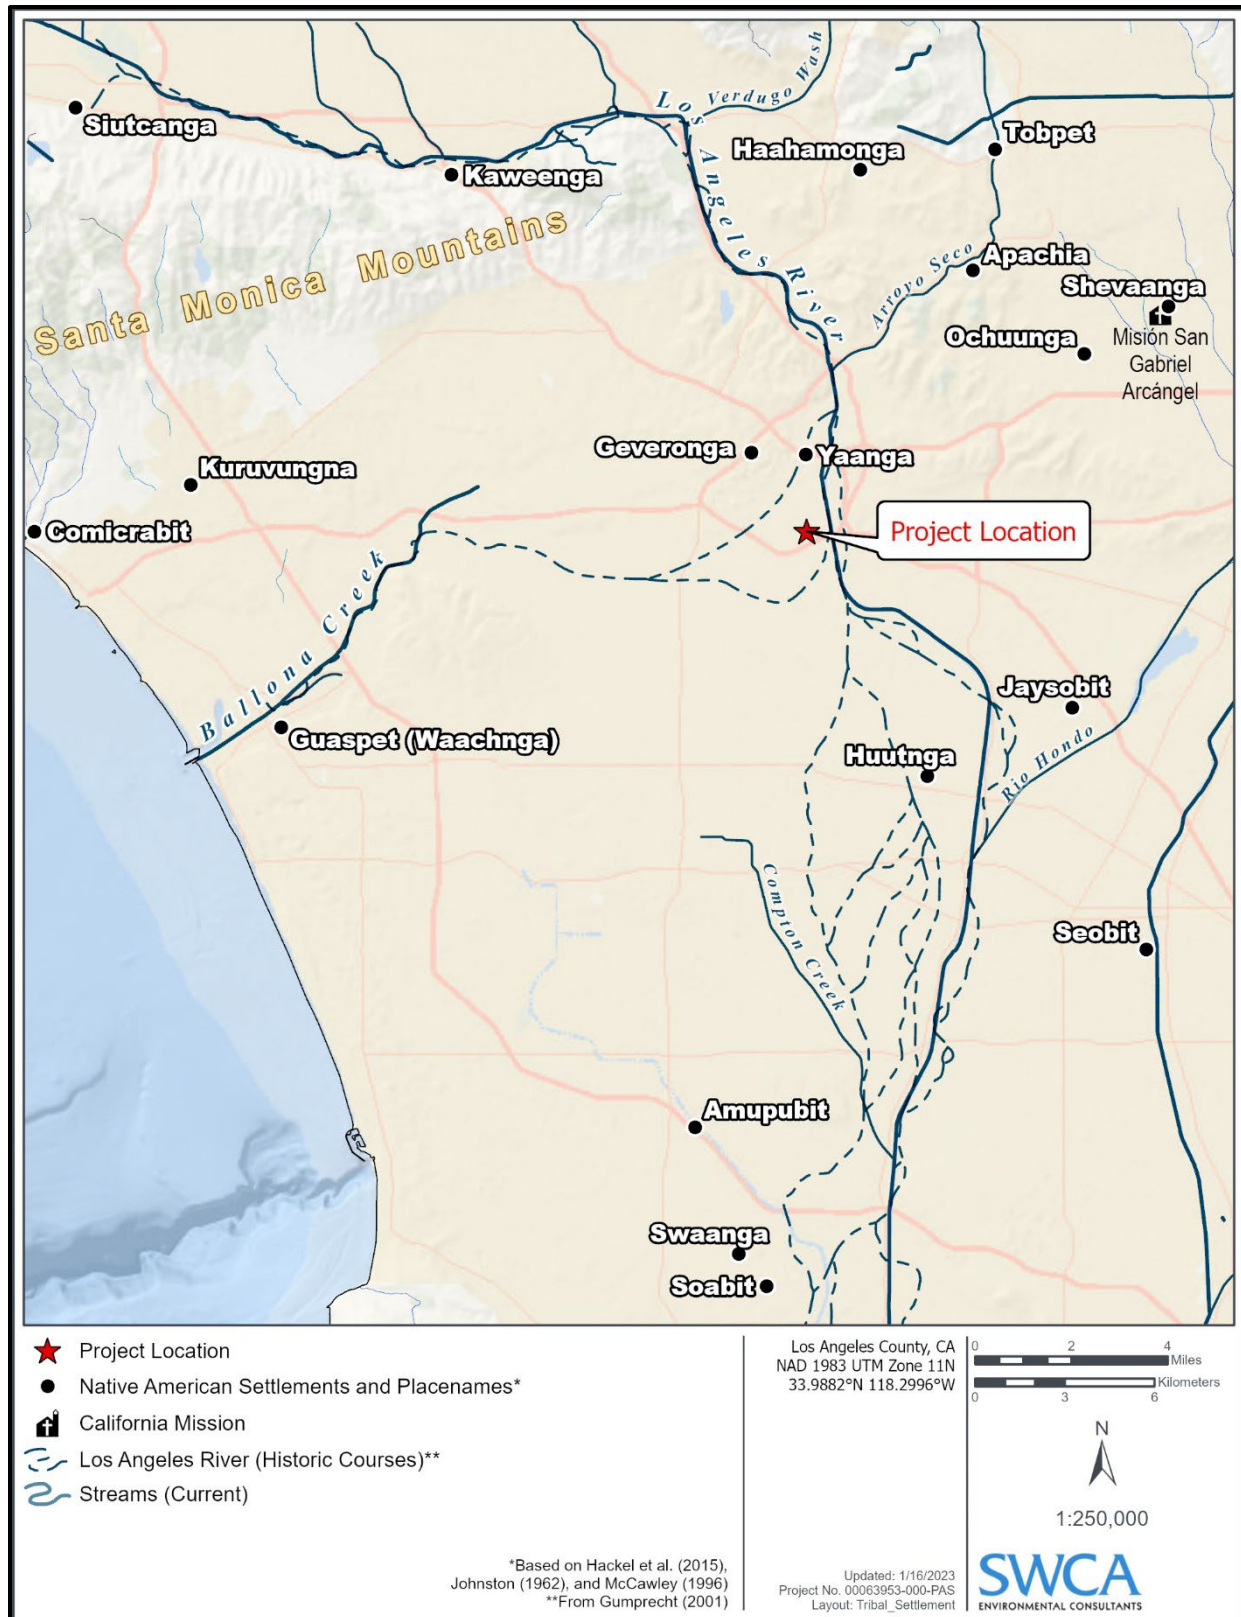 Siutcanga
Kaweenga
Los Angeles River
Verdugo Wash
Haahamonga
Tobpet
Santa Monica Mountains
Arroyo Seco
Apachia
Shevaanga
Ochuunga
Misión San
Gabriel
Arcángel
Geveronga
Yaanga
Kuruvungna
Comicrabit
Project Location
Ballona Creek
Guaspet (Waachnga)
Jaysobit
Huutnga
Rio Hondo
Compton Creek
Seobit
Amupubit
Swaanga
Soabit
Project Location
Native American Settlements and Placenames*
California Mission
Los Angeles River (Historic Courses)**
Streams (Current)
*Based on Hackel et al. (2015),
Johnston (1962), and McCawley (1996)
**From Gumprecht (2001)
Los Angeles County, CA
NAD 1983 UTM Zone 11N
33.9882°N 118.2996°W
Updated: 1/16/2023
Project No. 00063953-000-PAS
Layout: Tribal_Settlement
0 2 4
Miles
Kilometers
0 3 6
N
1:250,000
SWCA
ENVIRONMENTAL CONSULTANTS